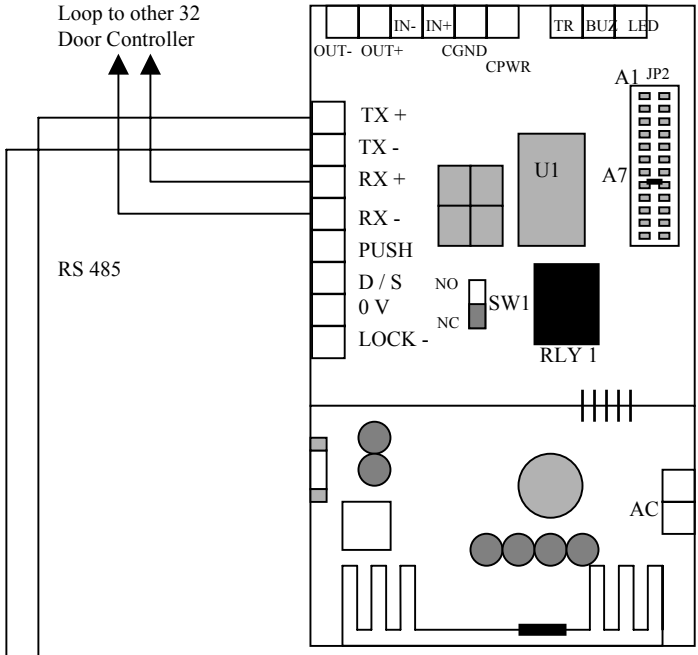 Loop to other 32
Door Controller
IN- IN+ TR BUZ LED
OUT- OUT+ CGND
CPWR
A1 JP2
TX +
TX -
U1
A7
RX +
RX -
PUSH
RS 485
D / S
NO
SW1
0 V
NC
LOCK -
RLY 1
AC